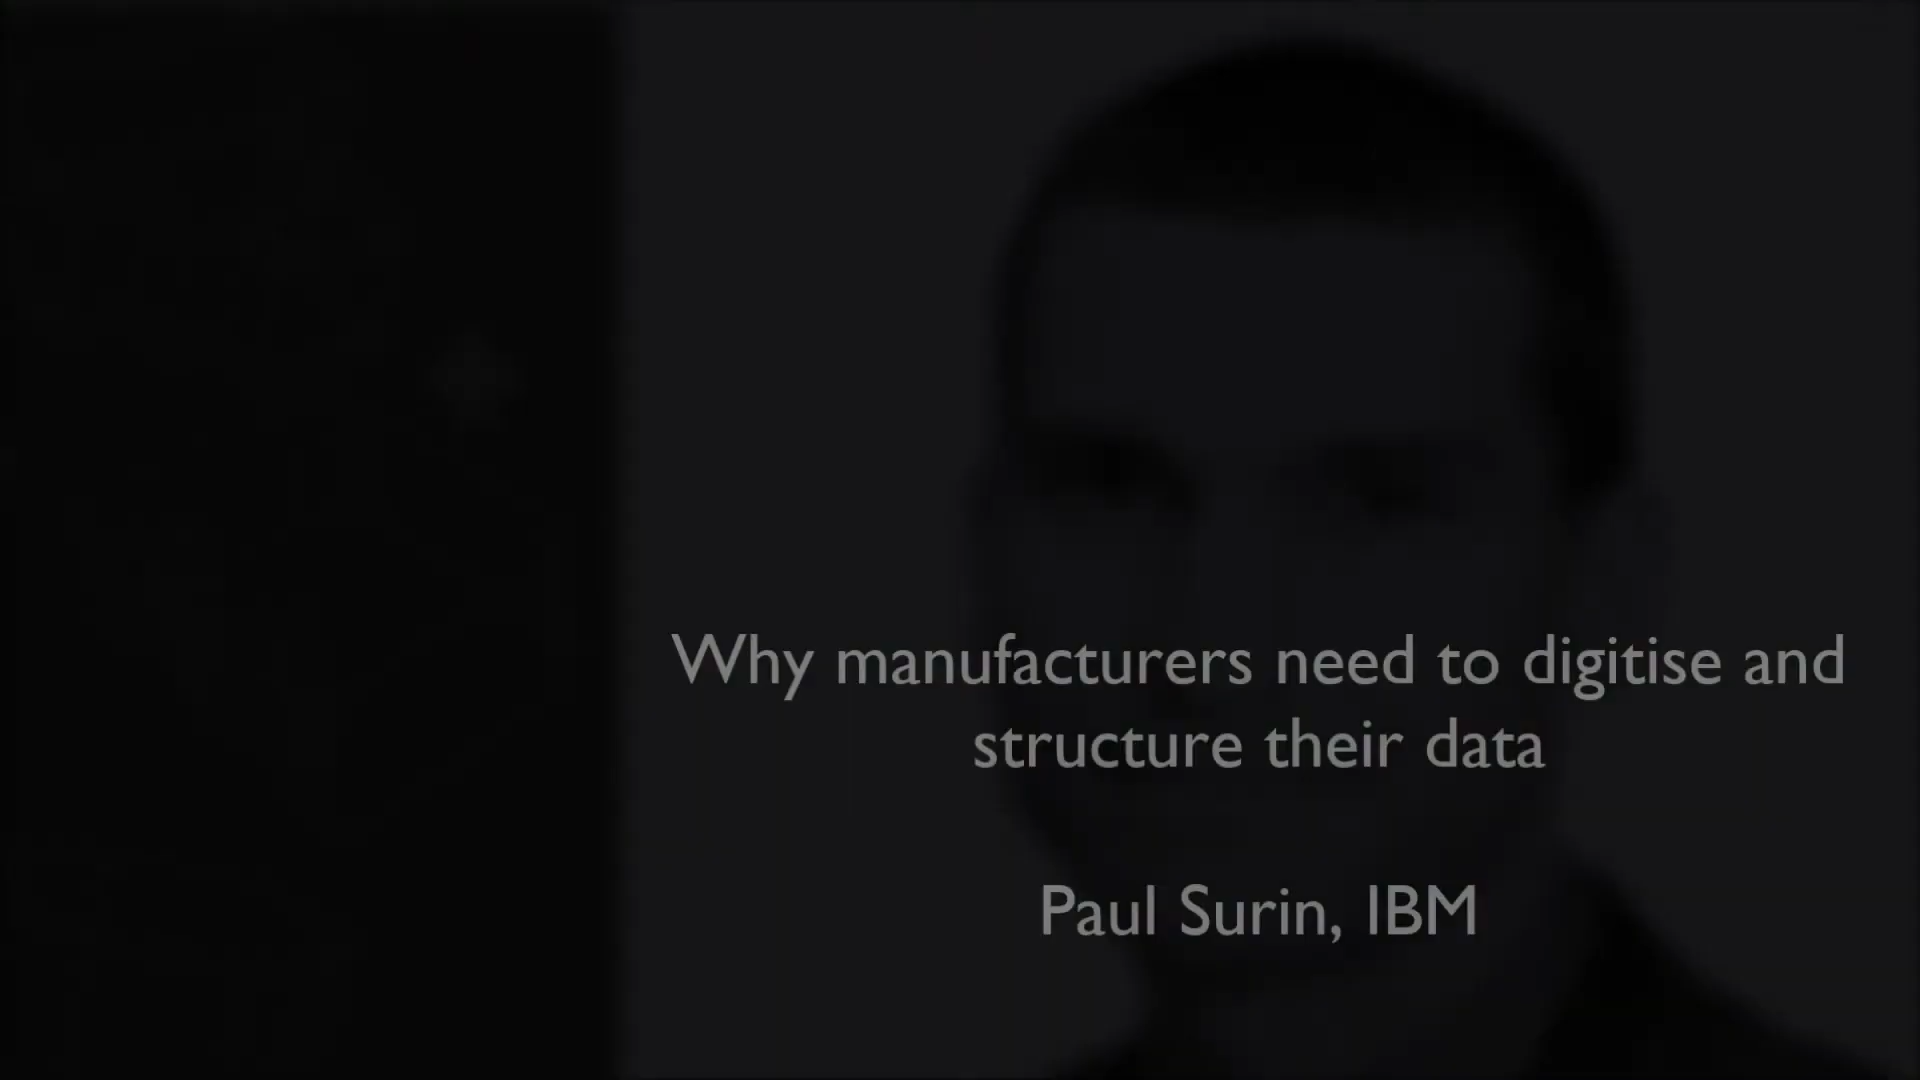 Why manufacturers need to digitise and
structure their data
Paul Surin, IBM